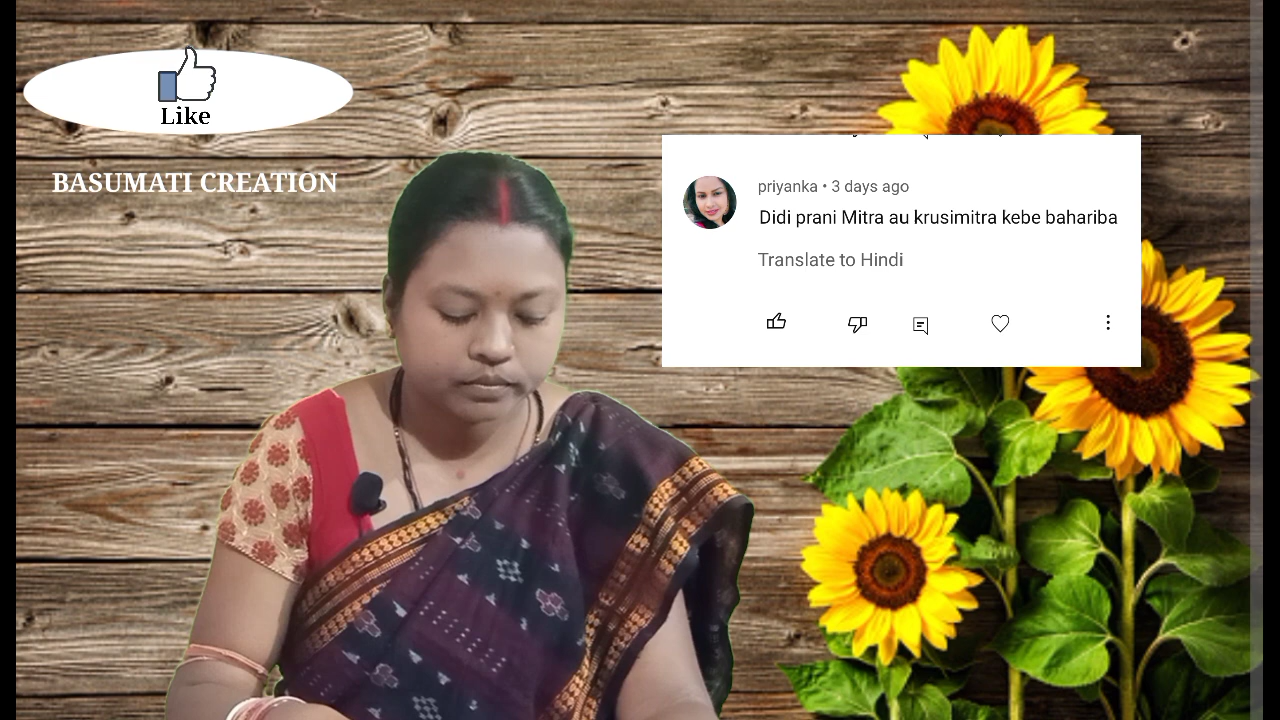 Like
BASUMATI CREATION
priyanka • 3 days ago
Didi prani Mitra au krusimitra kebe bahariba
Translate to Hindi